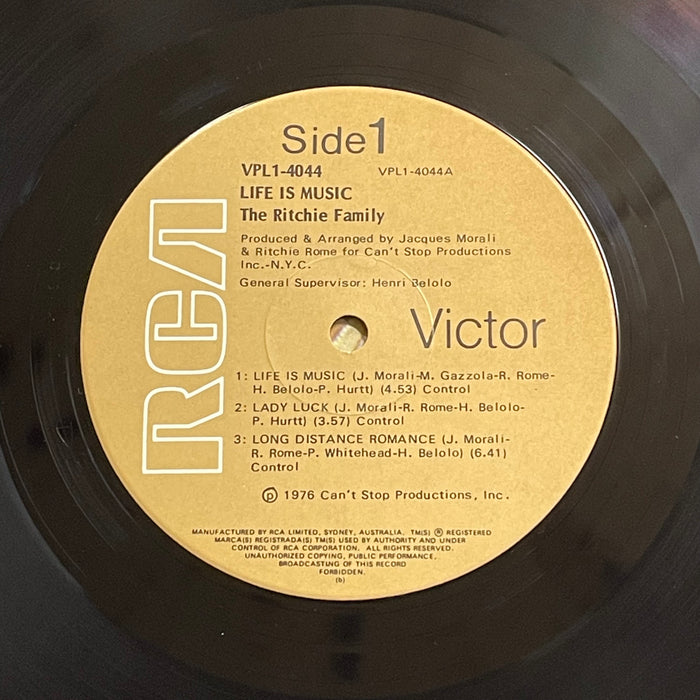 Side 1
VPL1-4044 VPL1-4044A
LIFE IS MUSIC
The Ritchie Family
Produced & Arranged by Jacques Morali
& Ritchie Rome for Can't Stop Productions
Inc.-N.Y.C.
General Supervisor: Henri Belolo
RCA
Victor
1: LIFE IS MUSIC (J. Morali-M. Gazzola-R. Rome-
H. Belolo-P. Hurtt) (4.53) Control
2: LADY LUCK (J. Morali-R. Rome-H. Belolo-
P. Hurtt) (3.57) Control
3: LONG DISTANCE ROMANCE (J. Morali-
R. Rome-P. Whitehead-H. Belolo) (6.41)
Control
℗ 1976 Can't Stop Productions, Inc.
MANUFACTURED BY RCA LIMITED, SYDNEY, AUSTRALIA. TM(S) ® REGISTERED
MARCA(S) REGISTRADA(S) TM(S) USED BY AUTHORITY AND UNDER
CONTROL OF RCA CORPORATION. ALL RIGHTS RESERVED.
UNAUTHORIZED COPYING, PUBLIC PERFORMANCE,
BROADCASTING OF THIS RECORD
FORBIDDEN.
(b)